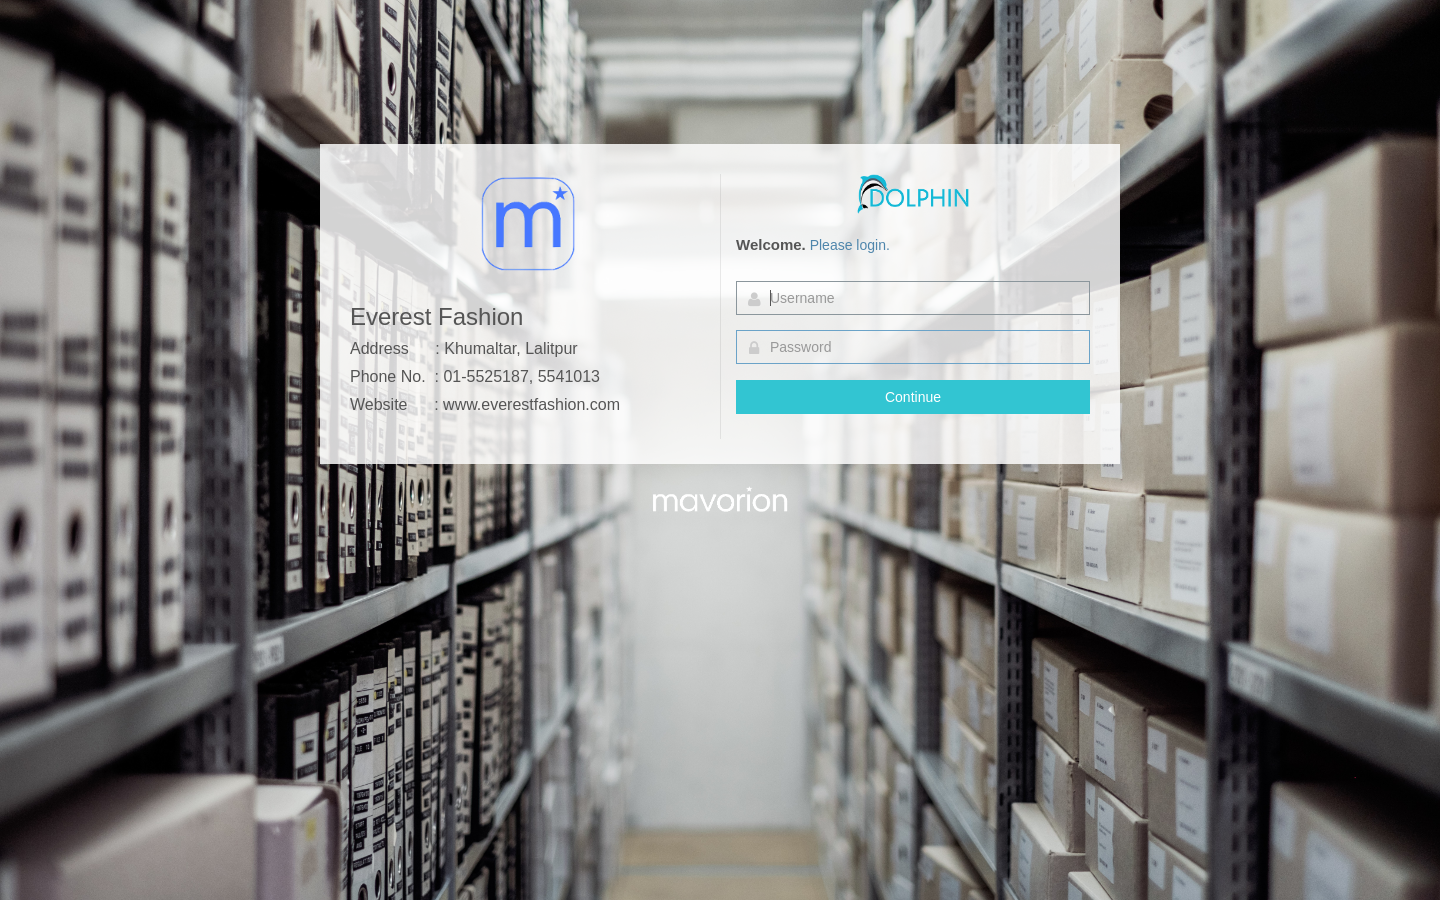 m
Everest Fashion
Address : Khumaltar, Lalitpur
Phone No. : 01-5525187, 5541013
Website : www.everestfashion.com
DOLPHIN
Welcome. Please login.
Username
Password
Continue
mavorion